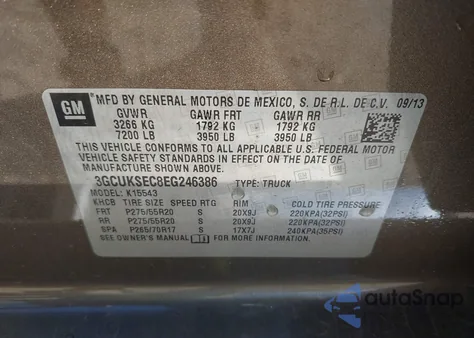 GM
MFD BY GENERAL MOTORS DE MEXICO, S. DE R.L. DE C.V. 09/13
GVWR GAWR FRT GAWR RR
3266 KG 1792 KG 1792 KG
7200 LB 3950 LB 3950 LB
THIS VEHICLE CONFORMS TO ALL APPLICABLE U.S. FEDERAL MOTOR
VEHICLE SAFETY STANDARDS IN EFFECT ON THE DATE OF
MANUFACTURE SHOWN ABOVE.
3GCUKSEC8EG246386 TYPE: TRUCK
K15543
KHCB TIRE SIZE SPEED RTG RIM COLD TIRE PRESSURE
FRT P275/55R20 S 20X9J 220KPA(32PSI)
RR P275/55R20 S 20X9J 220KPA(32PSI)
SPA P265/70R17 S 17X7J 240KPA(35PSI)
SEE OWNER'S MANUAL FOR MORE INFORMATION.
autoSnap